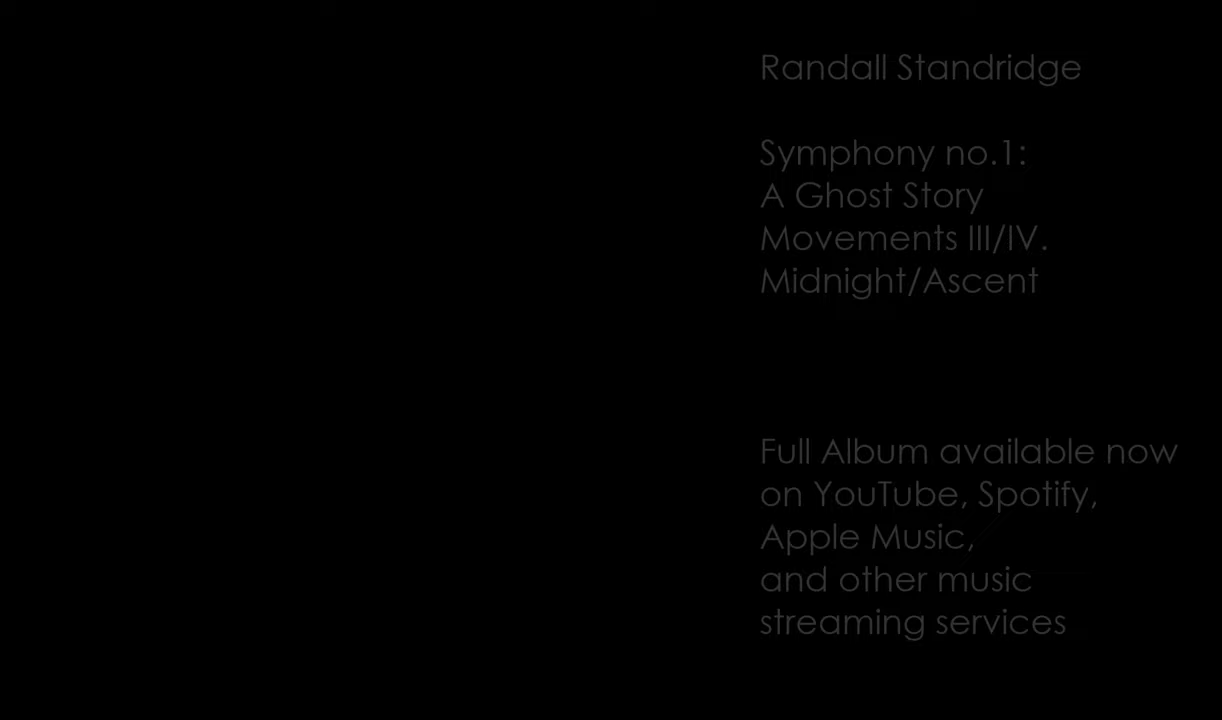 Randall Standridge
Symphony no.1:
A Ghost Story
Movements III/IV.
Midnight/Ascent
Full Album available now
on YouTube, Spotify,
Apple Music,
and other music
streaming services